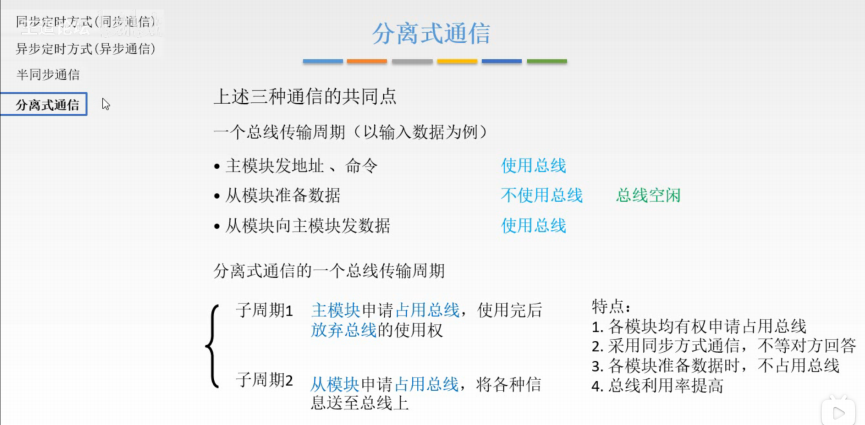 同步定时方式(同步通信)
异步定时方式(异步通信)
半同步通信
分离式通信
分离式通信
上述三种通信的共同点
一个总线传输周期（以输入数据为例）
• 主模块发地址 、命令 使用总线
• 从模块准备数据 不使用总线 总线空闲
• 从模块向主模块发数据 使用总线
分离式通信的一个总线传输周期
子周期1 主模块申请占用总线，使用完后
放弃总线的使用权
子周期2 从模块申请占用总线，将各种信
息送至总线上
特点：
1. 各模块均有权申请占用总线
2. 采用同步方式通信，不等对方回答
3. 各模块准备数据时，不占用总线
4. 总线利用率提高